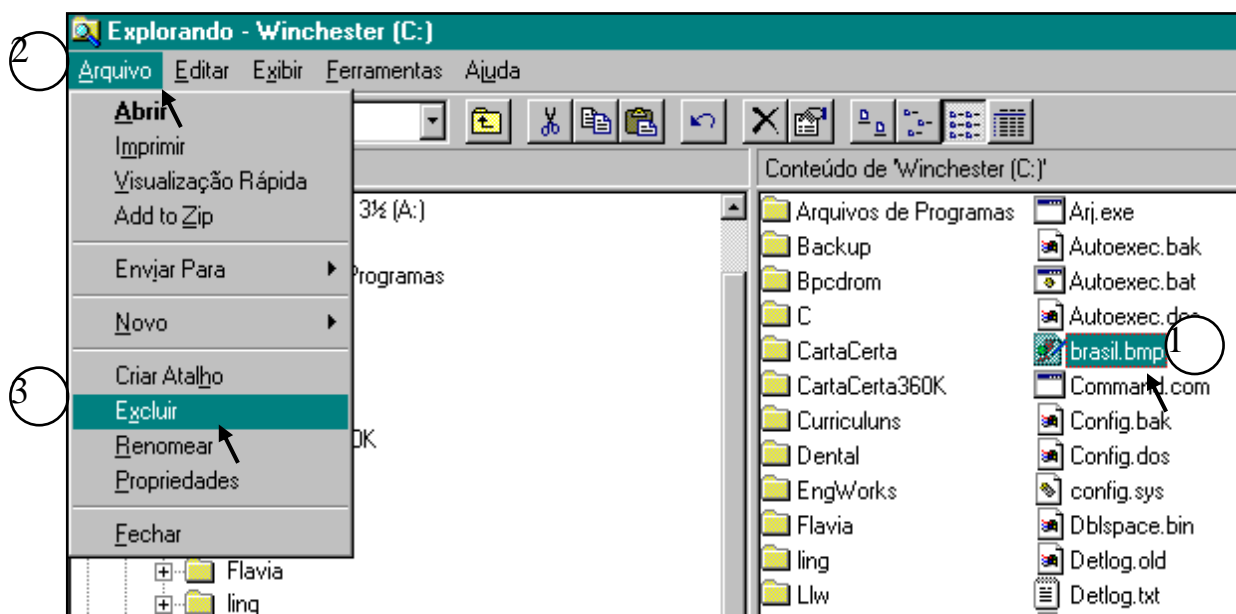 Explorando - Winchester (C:)
2
Arquivo Editar Exibir Ferramentas Ajuda
Abrir
Imprimir
Visualização Rápida
Add to Zip
Enviar Para
Novo
Criar Atalho
3
Excluir
Renomear
Propriedades
Fechar
3½ (A:)
Programas
0K
Flavia
ling
Conteúdo de 'Winchester (C:)'
Arquivos de Programas
Backup
Bpcdrom
C
CartaCerta
CartaCerta360K
Curriculuns
Dental
EngWorks
Flavia
ling
Llw
Arj.exe
Autoexec.bak
Autoexec.bat
Autoexec.dos
brasil.bmp
1
Command.com
Config.bak
Config.dos
config.sys
Dblspace.bin
Detlog.old
Detlog.txt